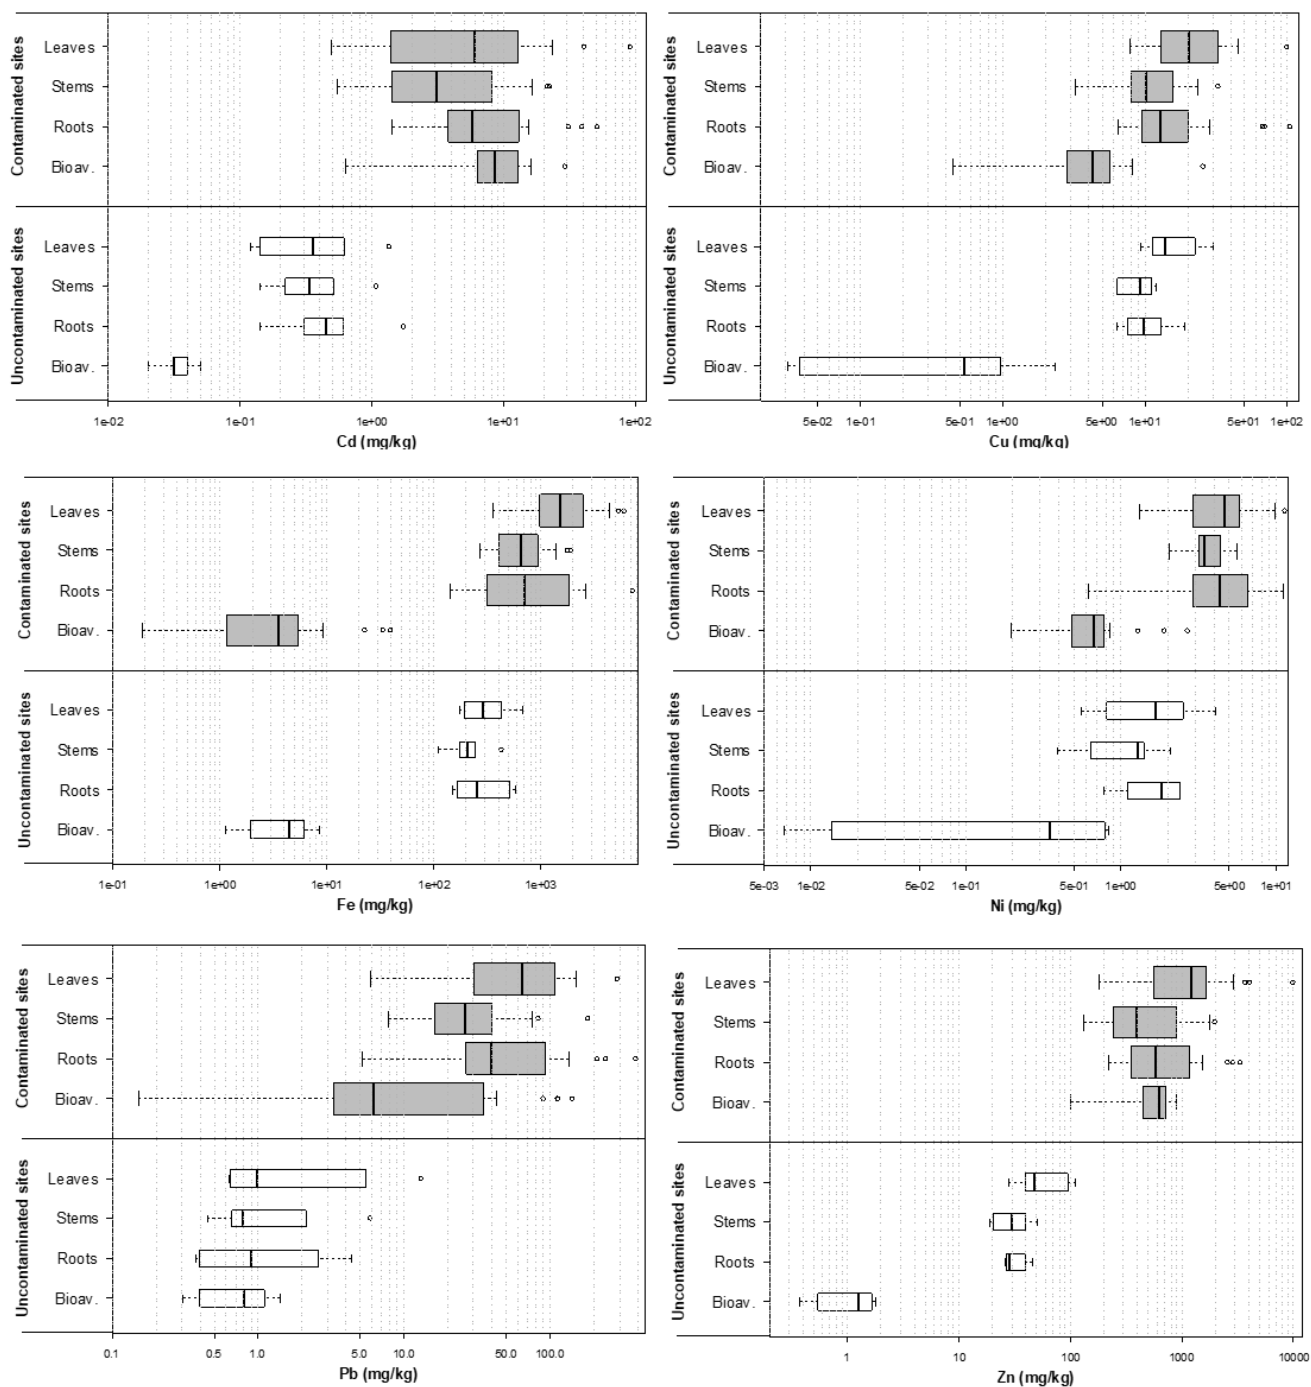 Contaminated sites
Leaves
Stems
Roots
Bioav.
Uncontaminated sites
Leaves
Stems
Roots
Bioav.
1e-02 1e-01 1e+00 1e+01 1e+02
Cd (mg/kg)
Contaminated sites
Leaves
Stems
Roots
Bioav.
Uncontaminated sites
Leaves
Stems
Roots
Bioav.
5e-02 1e-01 5e-01 1e+00 5e+00 1e+01 5e+01 1e+02
Cu (mg/kg)
Contaminated sites
Leaves
Stems
Roots
Bioav.
Uncontaminated sites
Leaves
Stems
Roots
Bioav.
1e-01 1e+00 1e+01 1e+02 1e+03
Fe (mg/kg)
Contaminated sites
Leaves
Stems
Roots
Bioav.
Uncontaminated sites
Leaves
Stems
Roots
Bioav.
5e-03 1e-02 5e-02 1e-01 5e-01 1e+00 5e+00 1e+01
Ni (mg/kg)
Contaminated sites
Leaves
Stems
Roots
Bioav.
Uncontaminated sites
Leaves
Stems
Roots
Bioav.
0.1 0.5 1.0 5.0 10.0 50.0 100.0
Pb (mg/kg)
Contaminated sites
Leaves
Stems
Roots
Bioav.
Uncontaminated sites
Leaves
Stems
Roots
Bioav.
1 10 100 1000 10000
Zn (mg/kg)